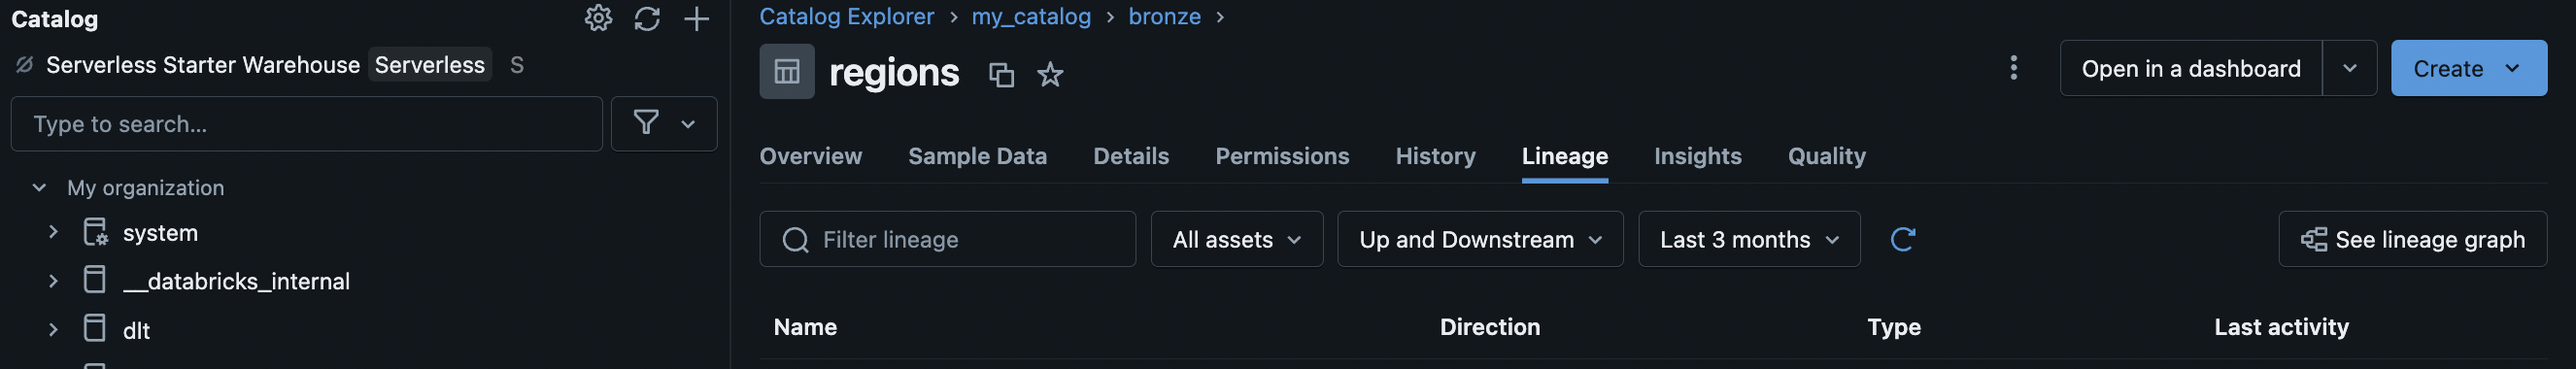 Catalog
Serverless Starter Warehouse Serverless S
Type to search...
My organization
system
__databricks_internal
dlt
Catalog Explorer > my_catalog > bronze >
regions
Open in a dashboard
Create
Overview Sample Data Details Permissions History Lineage Insights Quality
Filter lineage All assets Up and Downstream Last 3 months See lineage graph
Name Direction Type Last activity